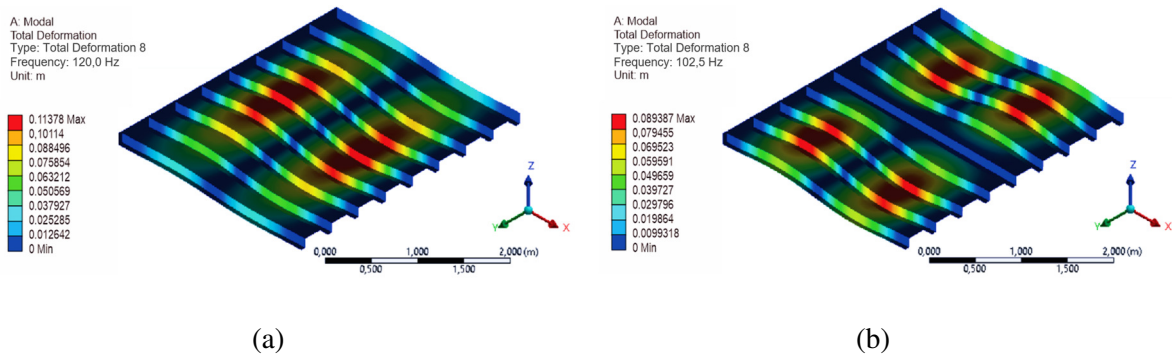 A: Modal
Total Deformation
Type: Total Deformation 8
Frequency: 120,0 Hz
Unit: m
0.11378 Max
0.10114
0.088496
0.075854
0.063212
0.050569
0.037927
0.025285
0.012642
0 Min
Z
Y
X
0,000 1,000 2,000 (m)
0,500 1,500
(a)
A: Modal
Total Deformation
Type: Total Deformation 8
Frequency: 102,5 Hz
Unit: m
0.089387 Max
0.079455
0.069523
0.059591
0.049659
0.039727
0.029796
0.019864
0.0099318
0 Min
Z
Y
X
0,000 1,000 2,000 (m)
0,500 1,500
(b)